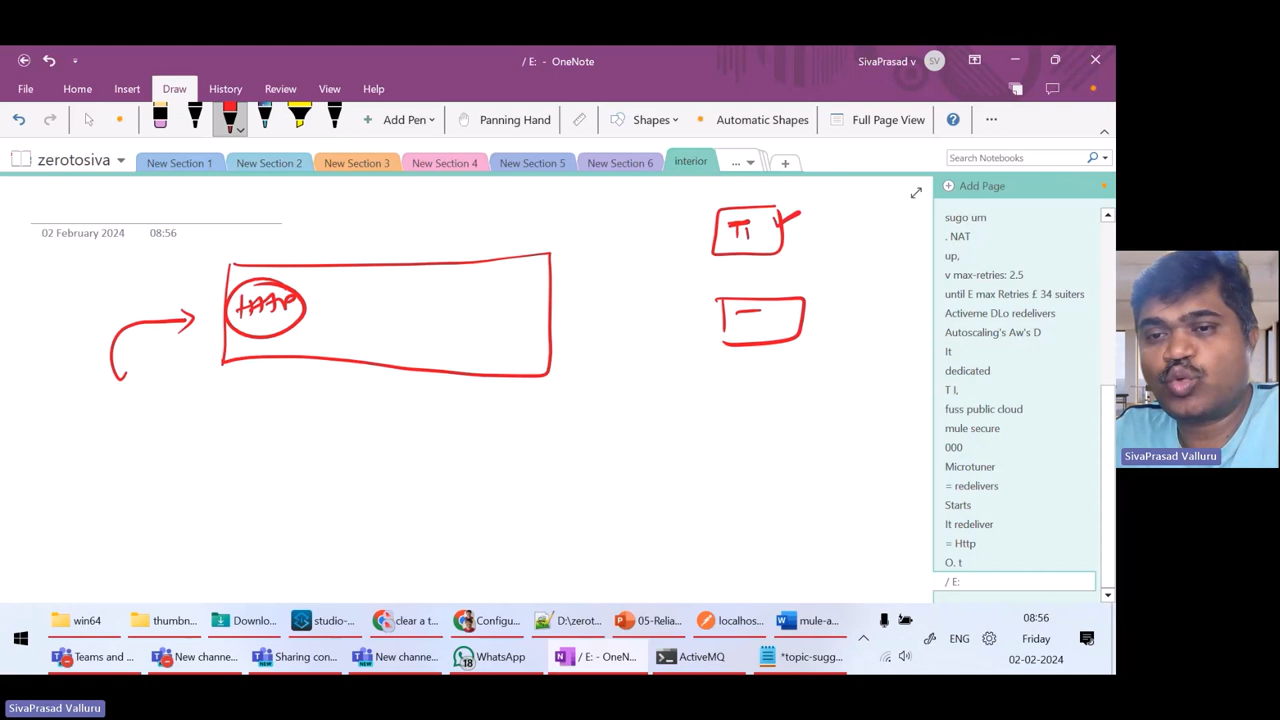 / E: - OneNote
SivaPrasad v
SV
File
Home
Insert
Draw
History
Review
View
Help
Add Pen
Panning Hand
Shapes
Automatic Shapes
Full Page View
zerotosiva
New Section 1
New Section 2
New Section 3
New Section 4
New Section 5
New Section 6
interior
...
Search Notebooks
Add Page
02 February 2024
08:56
HTTP
T1
sugo um
. NAT
up,
v max-retries: 2.5
until E max Retries £ 34 suiters
Activeme DLo redelivers
Autoscaling's Aw's D
It
dedicated
T I,
fuss public cloud
mule secure
000
Microtuner
= redelivers
Starts
It redeliver
= Http
O. t
/ E:
SivaPrasad Valluru
win64
thumbn...
Downlo...
studio-...
clear a t...
Configu...
D:\zerot...
05-Relia...
localhos...
mule-a...
ENG
08:56
Friday
02-02-2024
Teams and ...
New channe...
Sharing con...
New channe...
18
WhatsApp
/ E: - OneN...
ActiveMQ
*topic-sugg...
SivaPrasad Valluru